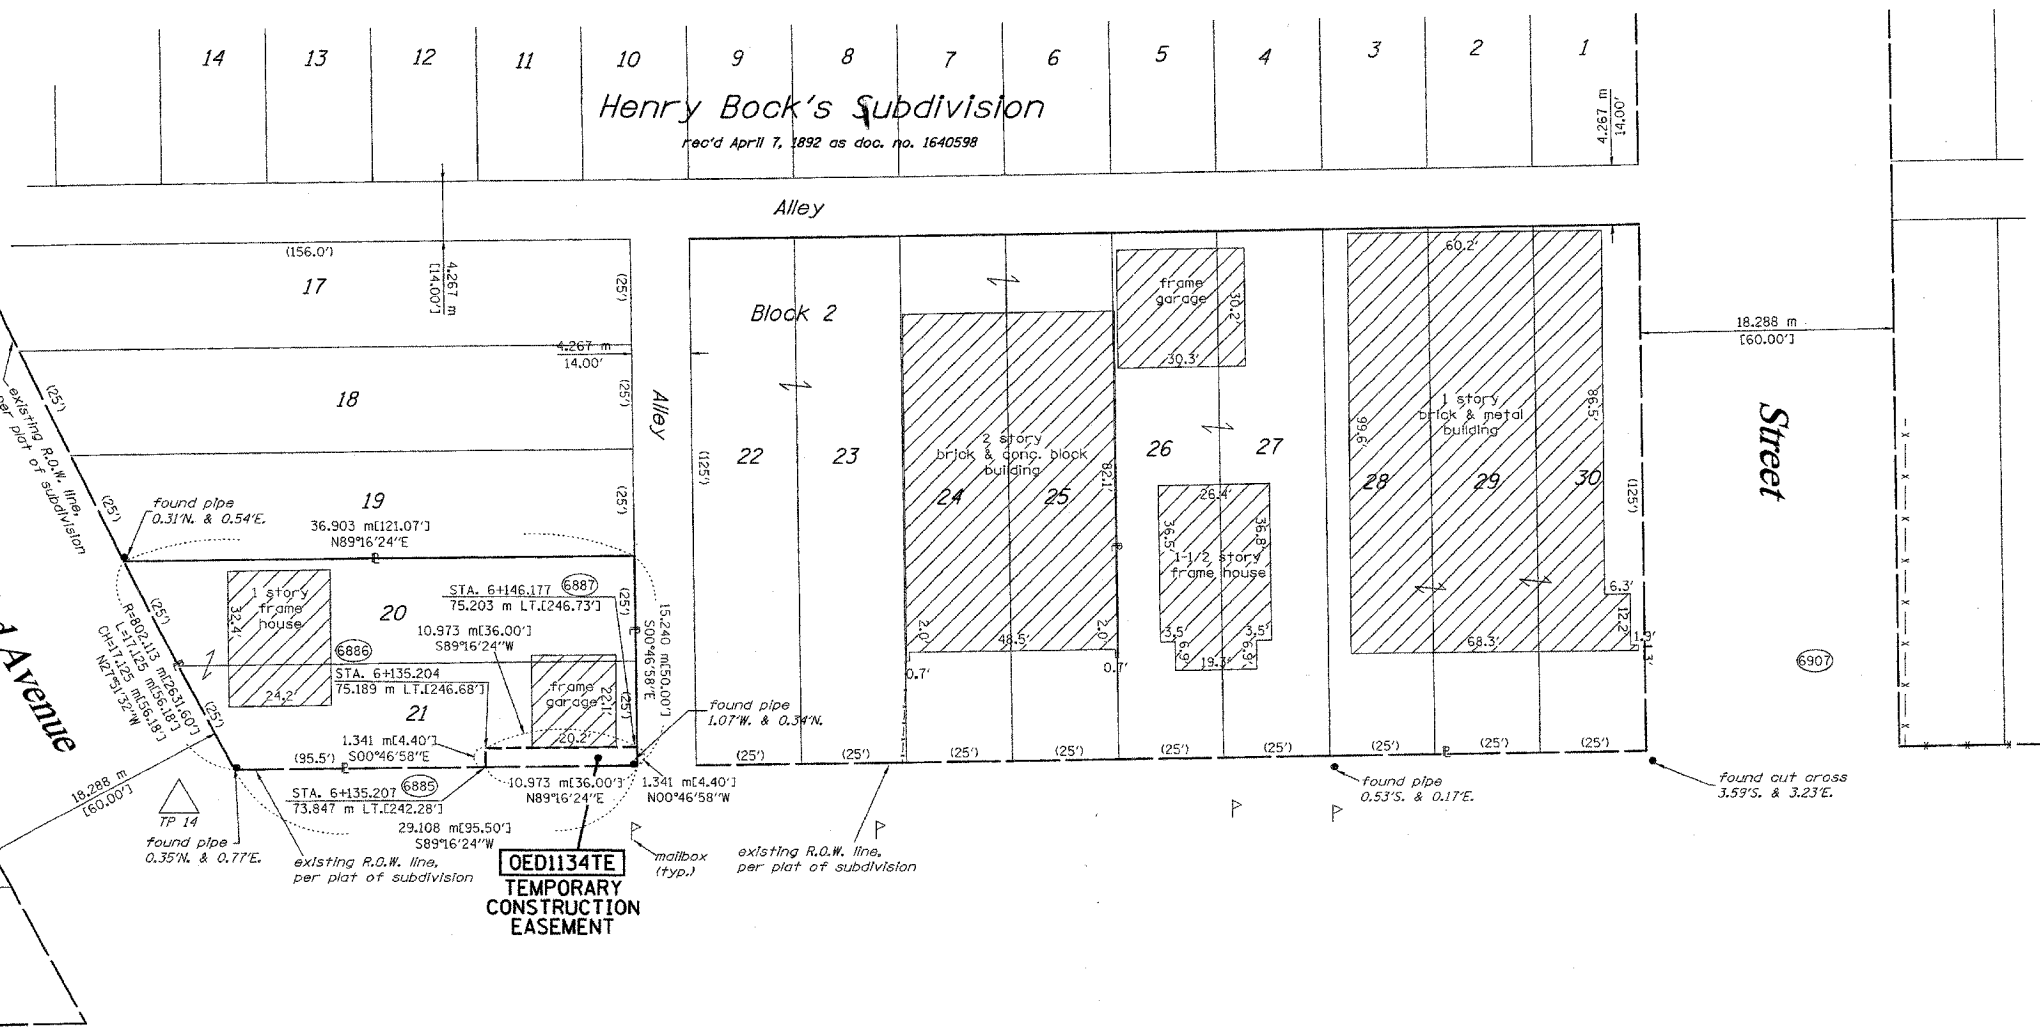 14 13 12 11 10 9 8 7 6 5 4 3 2 1
Henry Bock's Subdivision
rec'd April 7, 1892 as doc. no. 1640598
4.267 m
14.00'
Alley
(156.0')
17
4.267 m
[14.00']
(25')
Block 2
4.267 m
14.00'
18
(25')
Alley
(25')
existing R.O.W. line,
per plat of subdivision
(25')
19
(25')
found pipe
0.31'N. & 0.54'E.
36.903 m[121.07']
N89°16'24"E
(125')
22
23
2 story
brick & conc. block
building
24
25
82.1'
2.0'
48.5'
2.0'
0.7'
0.7'
frame
garage
30.2'
30.3'
26
27
26.4'
36.5'
36.8'
1-1/2 story
frame house
3.5'
3.5'
6.9'
6.9'
19.3'
60.2'
1 story
brick & metal
building
86.5'
99.6'
28
29
30
(125')
6.3'
12.2'
68.3'
1.3'
18.288 m
[60.00']
Street
6907
1 story
frame
house
32.4'
24.2'
20
(25')
R=802.113 m[2631.60']
L=17.125 m[56.18']
CH=17.125 m[56.18']
N27°51'32"W
(25')
STA. 6+146.177
6887
75.203 m LT.[246.73']
10.973 m[36.00']
S89°16'24"W
(25')
15.240 m[50.00']
S00°46'58"E
6886
STA. 6+135.204
75.189 m LT.[246.68']
frame
garage
22.1'
20.2'
(25')
21
1.341 m[4.40']
S00°46'58"E
found pipe
1.07'W. & 0.34'N.
(95.5')
STA. 6+135.207
6885
73.847 m LT.[242.28']
10.973 m[36.00']
N89°16'24"E
1.341 m[4.40']
N00°46'58"W
29.108 m[95.50']
S89°16'24"W
Avenue
18.288 m
[60.00']
TP 14
found pipe
0.35'N. & 0.77'E.
existing R.O.W. line,
per plat of subdivision
OED1134TE
TEMPORARY
CONSTRUCTION
EASEMENT
mailbox
(typ.)
existing R.O.W. line,
per plat of subdivision
(25') (25') (25') (25') (25') (25') (25') (25') (25')
found pipe
0.53'S. & 0.17'E.
found cut cross
3.59'S. & 3.23'E.